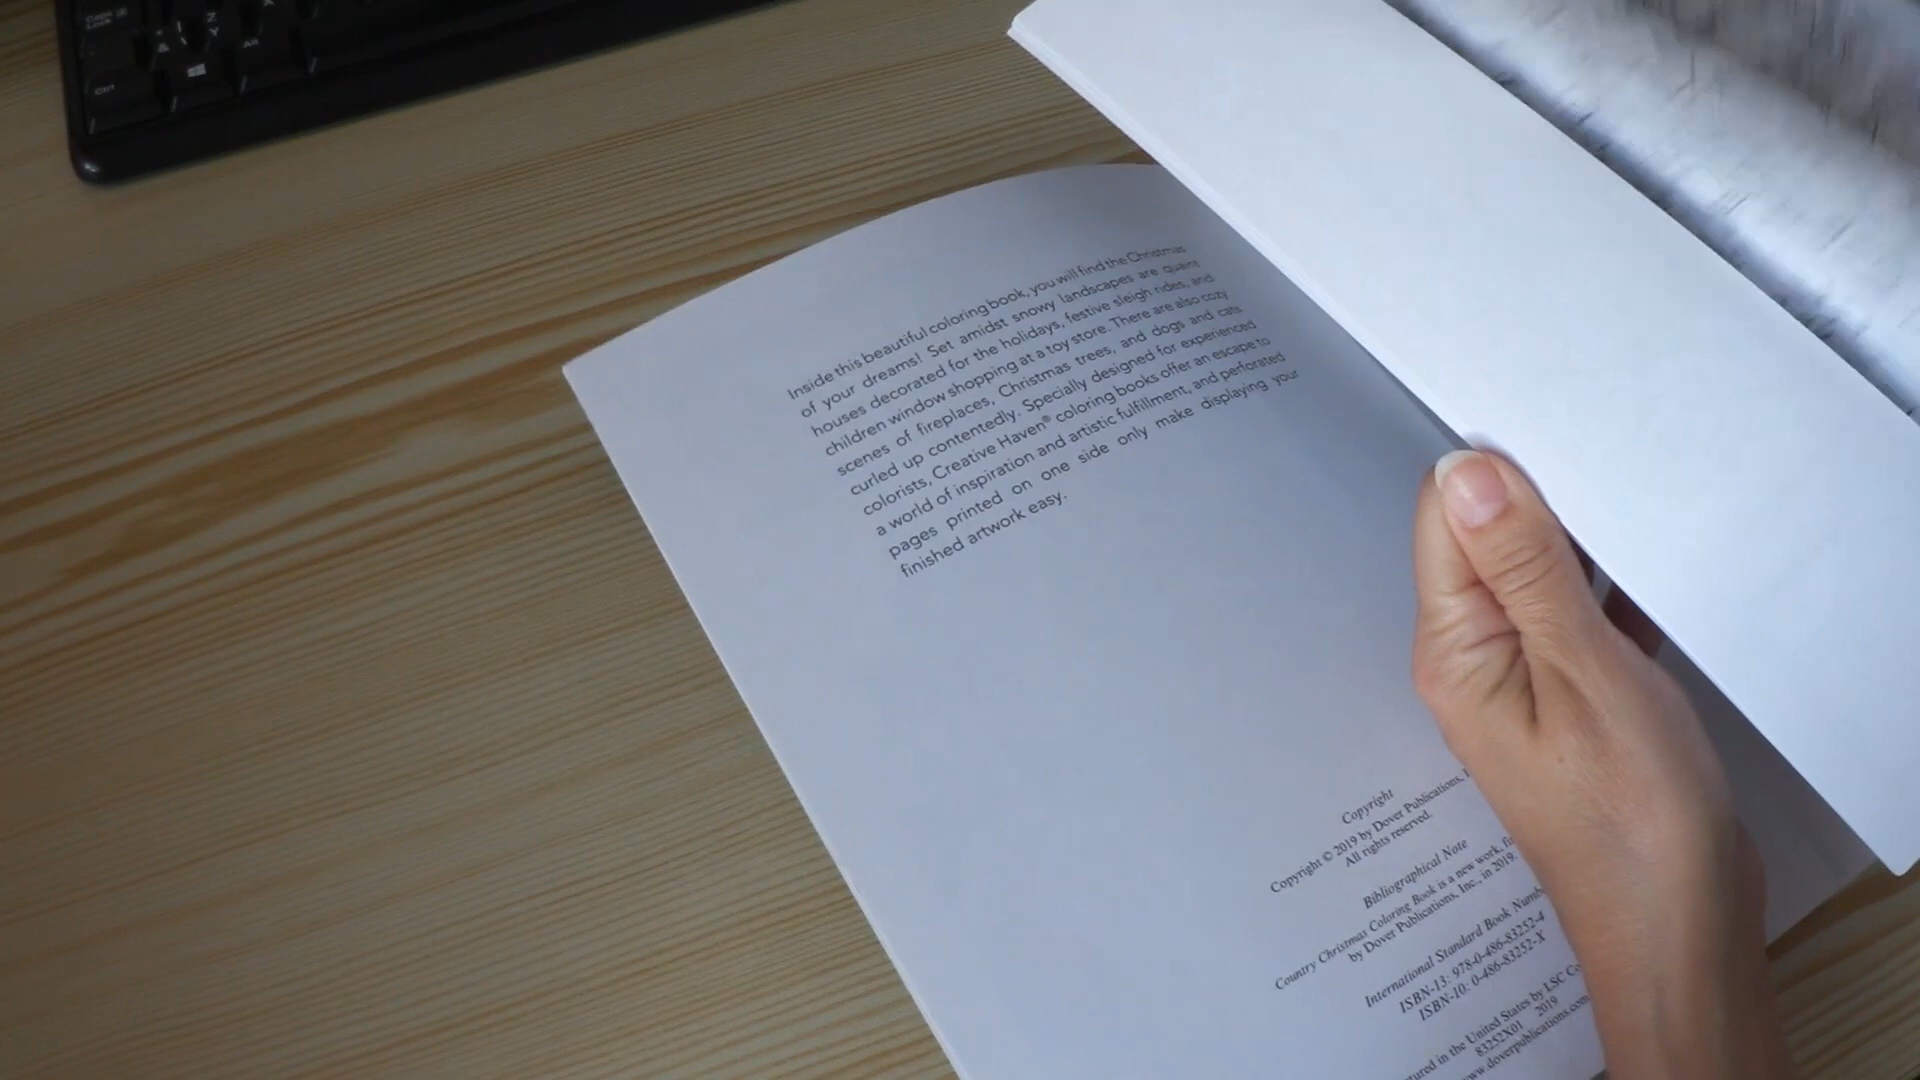 Caps
Lock
Z
Y
X
Ctrl
Alt
Inside this beautiful coloring book, you will find the Christmas
of your dreams! Set amidst snowy landscapes are quaint
houses decorated for the holidays, festive sleigh rides, and
children window shopping at a toy store. There are also cozy
scenes of fireplaces, Christmas trees, and dogs and cats
curled up contentedly. Specially designed for experienced
colorists, Creative Haven® coloring books offer an escape to
a world of inspiration and artistic fulfillment, and perforated
pages printed on one side only make displaying your
finished artwork easy.
Copyright
Copyright © 2019 by Dover Publications,
All rights reserved.
Bibliographical Note
Country Christmas Coloring Book is a new work,
by Dover Publications, Inc., in 2019.
International Standard Book
ISBN-13: 978-0-486-83252-4
ISBN-10: 0-486-83252-X
in the United States by LSC
83252X01 2019
www.doverpublications.com